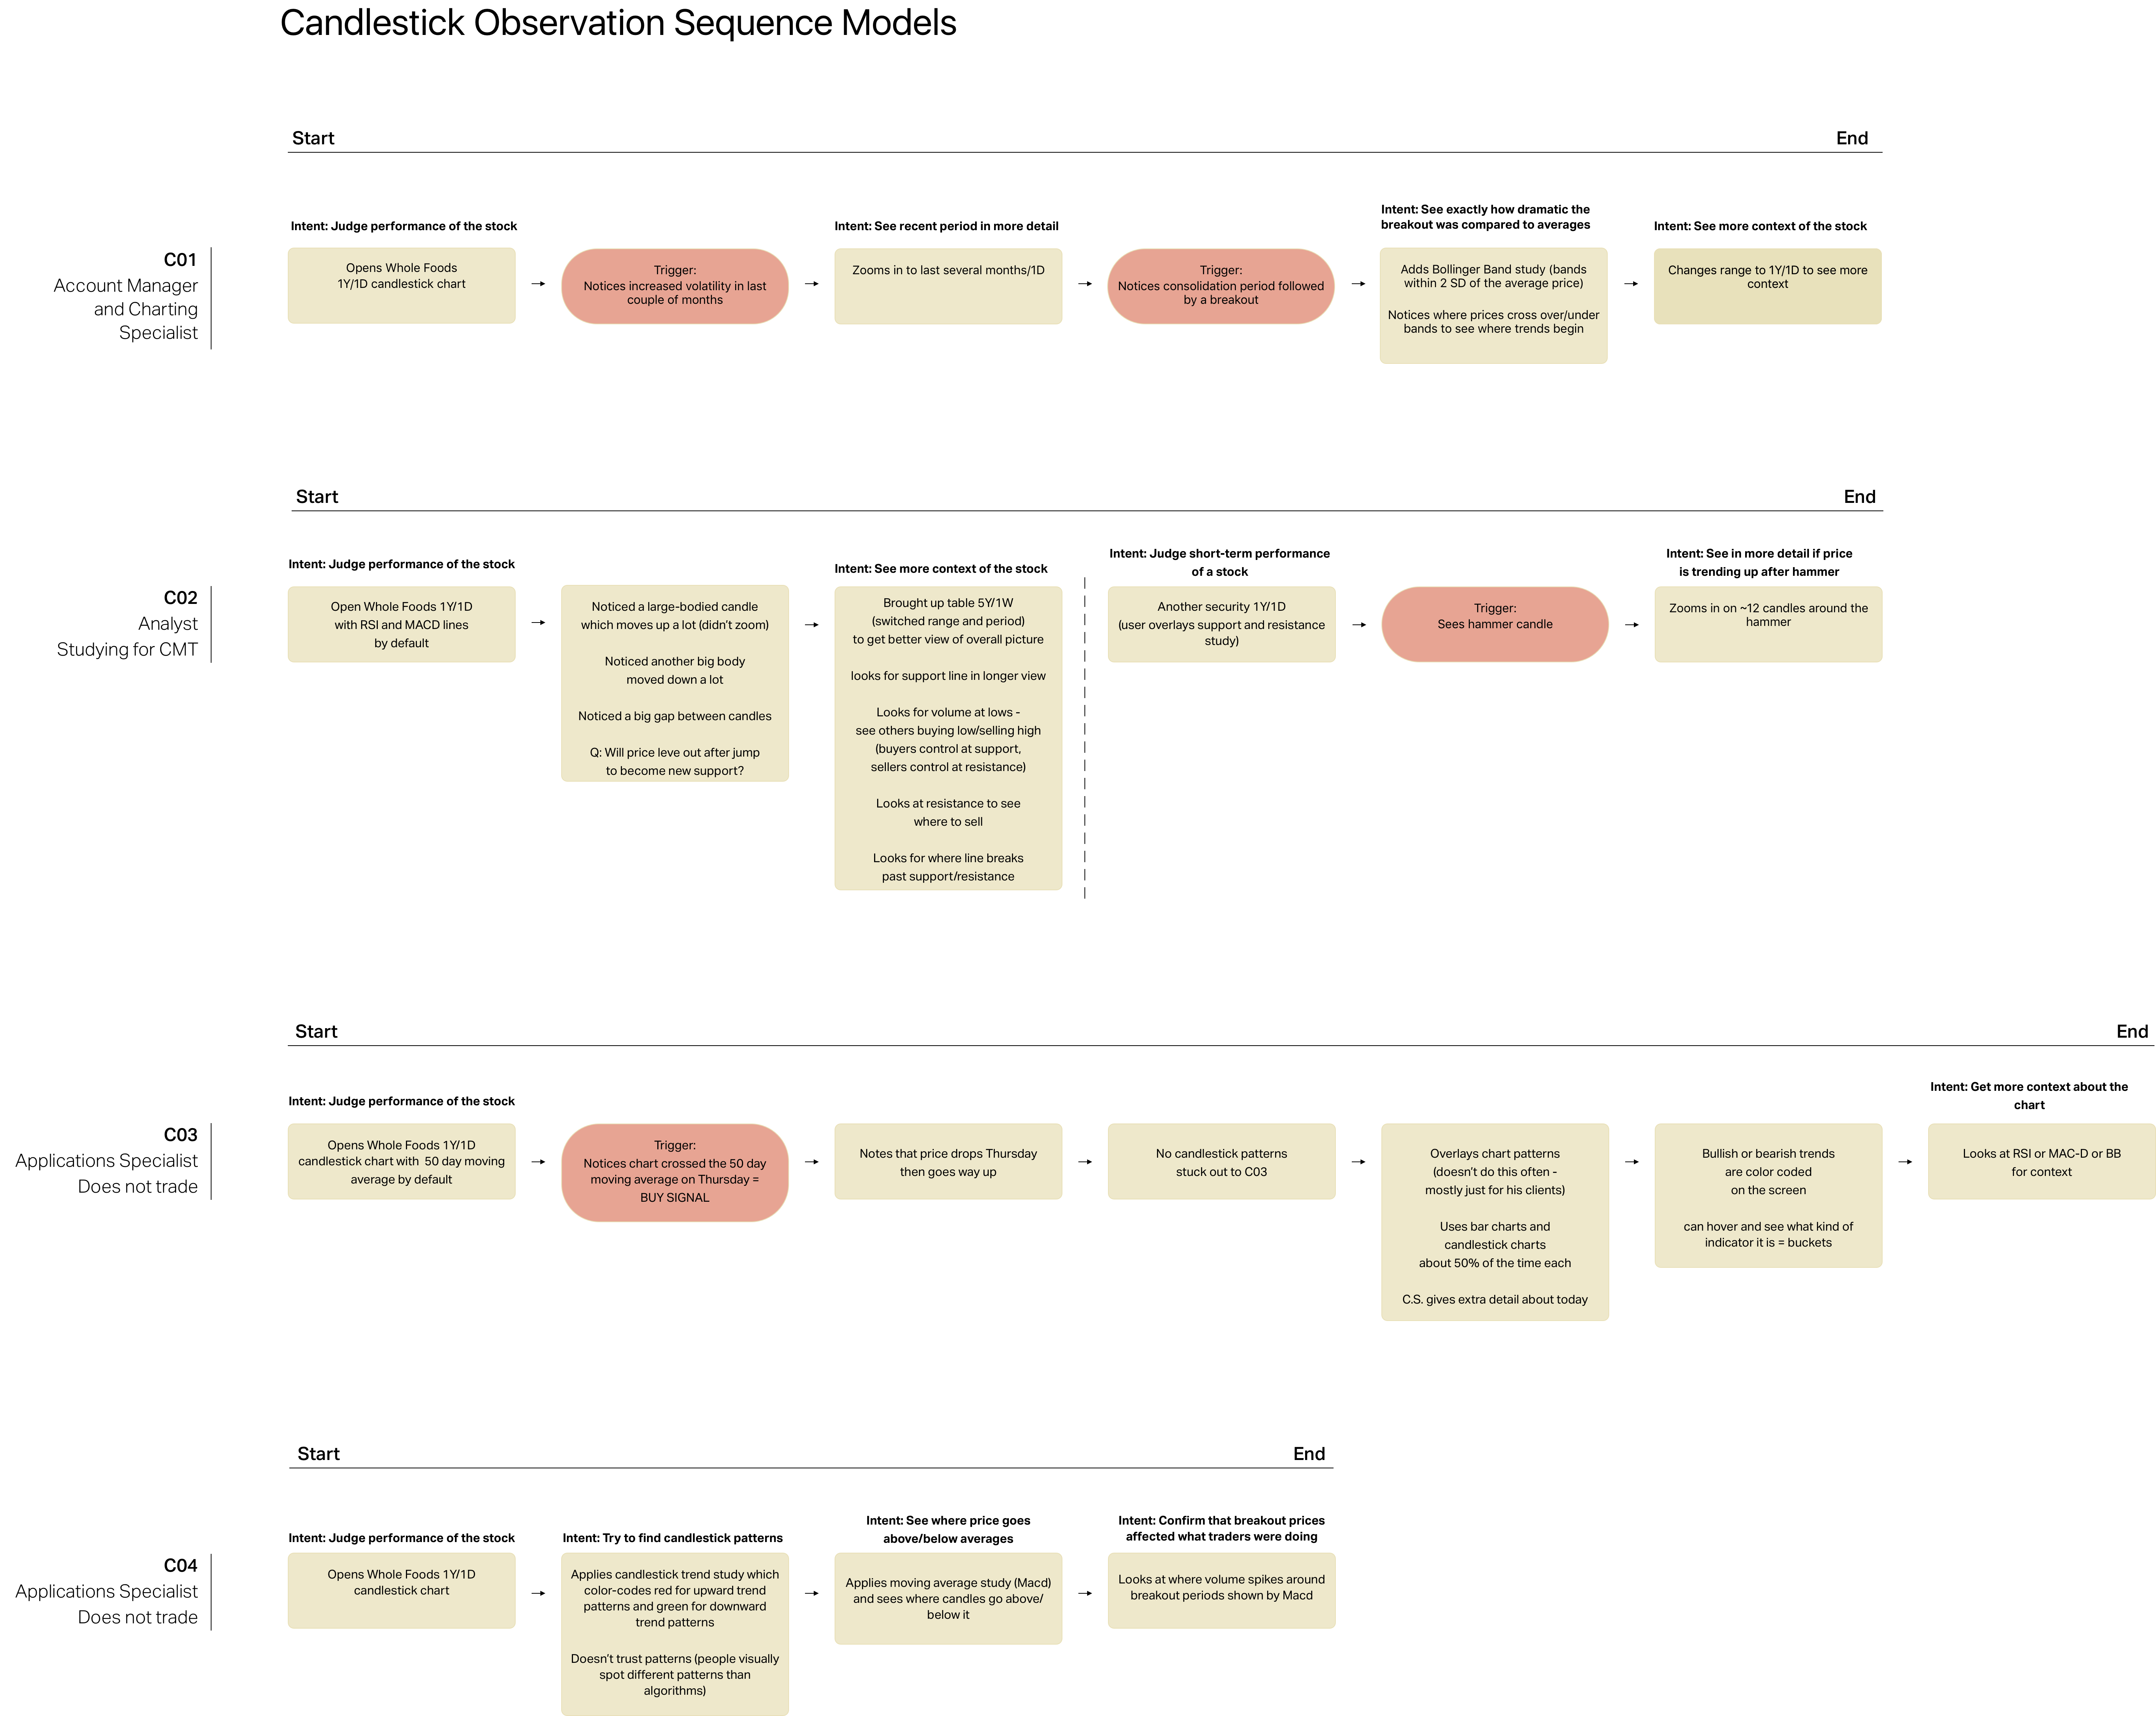 Candlestick Observation Sequence Models
Start
End
C01
Account Manager
and Charting
Specialist
Intent: Judge performance of the stock
Opens Whole Foods
1Y/1D candlestick chart
Trigger:
Notices increased volatility in last
couple of months
Intent: See recent period in more detail
Zooms in to last several months/1D
Trigger:
Notices consolidation period followed
by a breakout
Intent: See exactly how dramatic the
breakout was compared to averages
Adds Bollinger Band study (bands
within 2 SD of the average price)
Notices where prices cross over/under
bands to see where trends begin
Intent: See more context of the stock
Changes range to 1Y/1D to see more
context
Start
End
C02
Analyst
Studying for CMT
Intent: Judge performance of the stock
Open Whole Foods 1Y/1D
with RSI and MACD lines
by default
Noticed a large-bodied candle
which moves up a lot (didn't zoom)
Noticed another big body
moved down a lot
Noticed a big gap between candles
Q: Will price leve out after jump
to become new support?
Intent: See more context of the stock
Brought up table 5Y/1W
(switched range and period)
to get better view of overall picture
looks for support line in longer view
Looks for volume at lows -
see others buying low/selling high
(buyers control at support,
sellers control at resistance)
Looks at resistance to see
where to sell
Looks for where line breaks
past support/resistance
Intent: Judge short-term performance
of a stock
Another security 1Y/1D
(user overlays support and resistance
study)
Trigger:
Sees hammer candle
Intent: See in more detail if price
is trending up after hammer
Zooms in on ~12 candles around the
hammer
Start
End
C03
Applications Specialist
Does not trade
Intent: Judge performance of the stock
Opens Whole Foods 1Y/1D
candlestick chart with 50 day moving
average by default
Trigger:
Notices chart crossed the 50 day
moving average on Thursday =
BUY SIGNAL
Notes that price drops Thursday
then goes way up
No candlestick patterns
stuck out to C03
Overlays chart patterns
(doesn't do this often -
mostly just for his clients)
Uses bar charts and
candlestick charts
about 50% of the time each
C.S. gives extra detail about today
Bullish or bearish trends
are color coded
on the screen
can hover and see what kind of
indicator it is = buckets
Intent: Get more context about the
chart
Looks at RSI or MAC-D or BB
for context
Start
End
C04
Applications Specialist
Does not trade
Intent: Judge performance of the stock
Opens Whole Foods 1Y/1D
candlestick chart
Intent: Try to find candlestick patterns
Applies candlestick trend study which
color-codes red for upward trend
patterns and green for downward
trend patterns
Doesn't trust patterns (people visually
spot different patterns than
algorithms)
Intent: See where price goes
above/below averages
Applies moving average study (Macd)
and sees where candles go above/
below it
Intent: Confirm that breakout prices
affected what traders were doing
Looks at where volume spikes around
breakout periods shown by Macd